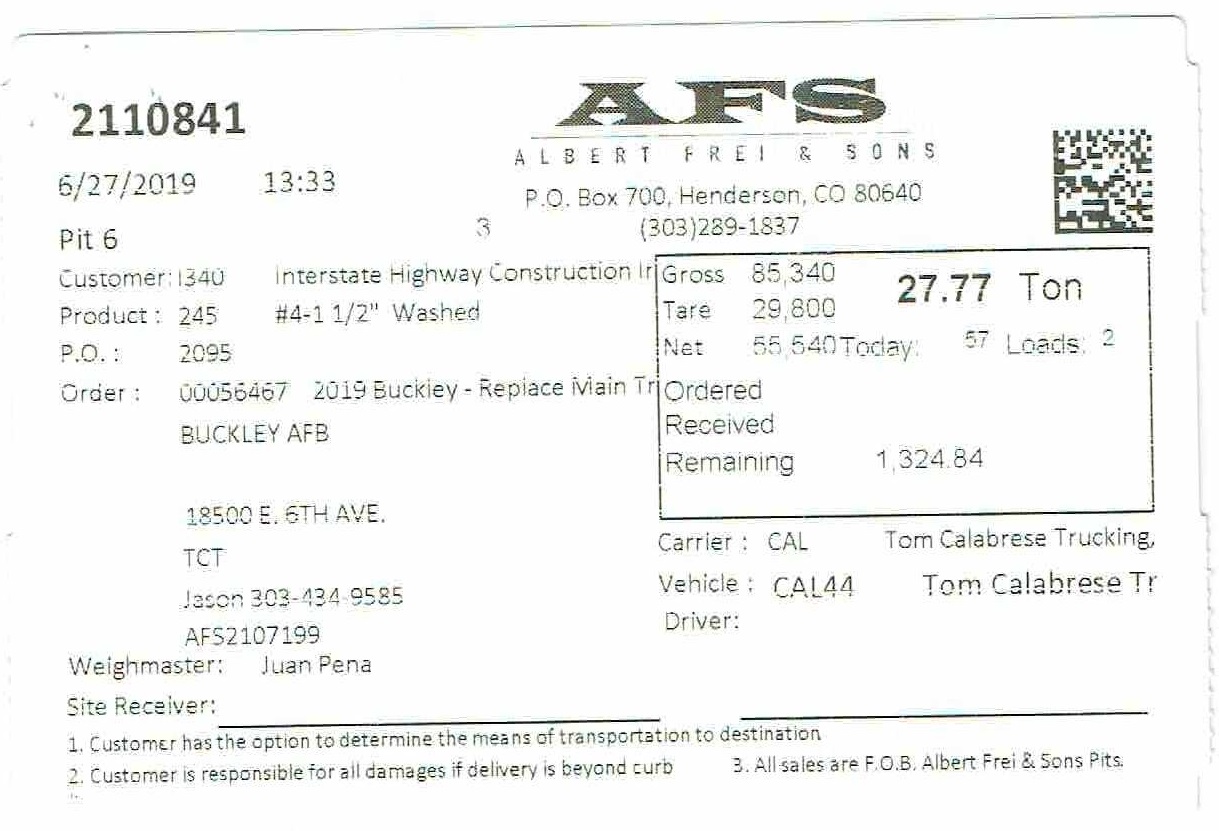 AFS
ALBERT FREI & SONS
2110841
6/27/2019 13:33
P.O. Box 700, Henderson, CO 80640
(303)289-1837
Pit 6 3
Customer: I340 Interstate Highway Construction Ir
Product : 245 #4-1 1/2" Washed
P.O. : 2095
Order : 00056467 2019 Buckley - Replace Main Tr
BUCKLEY AFB
18500 E. 6TH AVE.
TCT
Jason 303-434-9585
AFS2107199
Gross 85,340 27.77 Ton
Tare 29,800
Net 55,540 Today: 57 Loads: 2
Ordered
Received
Remaining 1,324.84
Carrier : CAL Tom Calabrese Trucking,
Vehicle : CAL44 Tom Calabrese Tr
Driver:
Weighmaster: Juan Pena
Site Receiver:
1. Customer has the option to determine the means of transportation to destination
2. Customer is responsible for all damages if delivery is beyond curb
3. All sales are F.O.B. Albert Frei & Sons Pits.